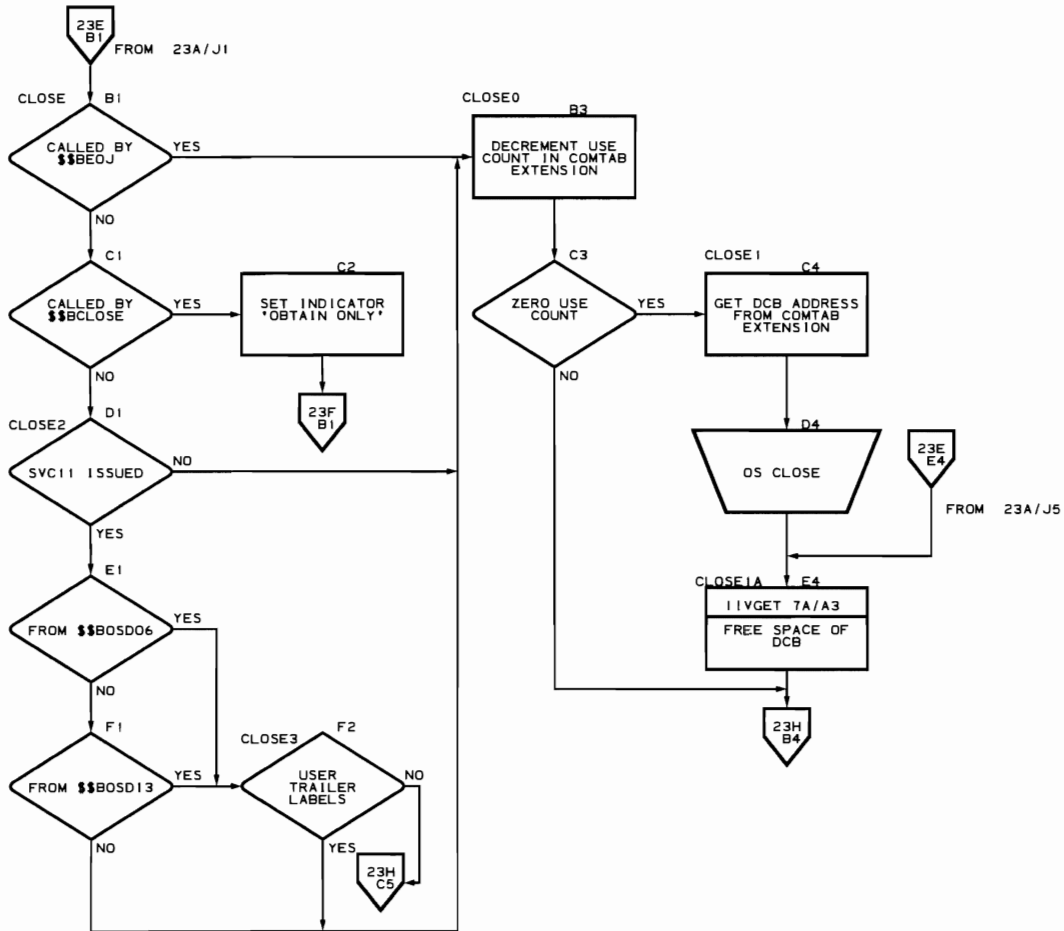 23E
B1
FROM 23A/J1
CLOSE B1
CALLED BY
$$BEOJ
YES
NO
C1
CALLED BY
$$BCLOSE
YES
NO
C2
SET INDICATOR
'OBTAIN ONLY'
23F
B1
D1
CLOSE2
SVC11 ISSUED
NO
YES
E1
FROM $$BOSD06
YES
NO
F1
FROM $$BOSD13
YES
NO
CLOSE3
F2
USER
TRAILER
LABELS
NO
YES
23H
C5
CLOSE0
B3
DECREMENT USE
COUNT IN COMTAB
EXTENSION
C3
ZERO USE
COUNT
YES
NO
CLOSE1
C4
GET DCB ADDRESS
FROM COMTAB
EXTENSION
D4
OS CLOSE
23E
E4
FROM 23A/J5
CLOSE1A E4
IIVGET 7A/A3
FREE SPACE OF
DCB
23H
B4